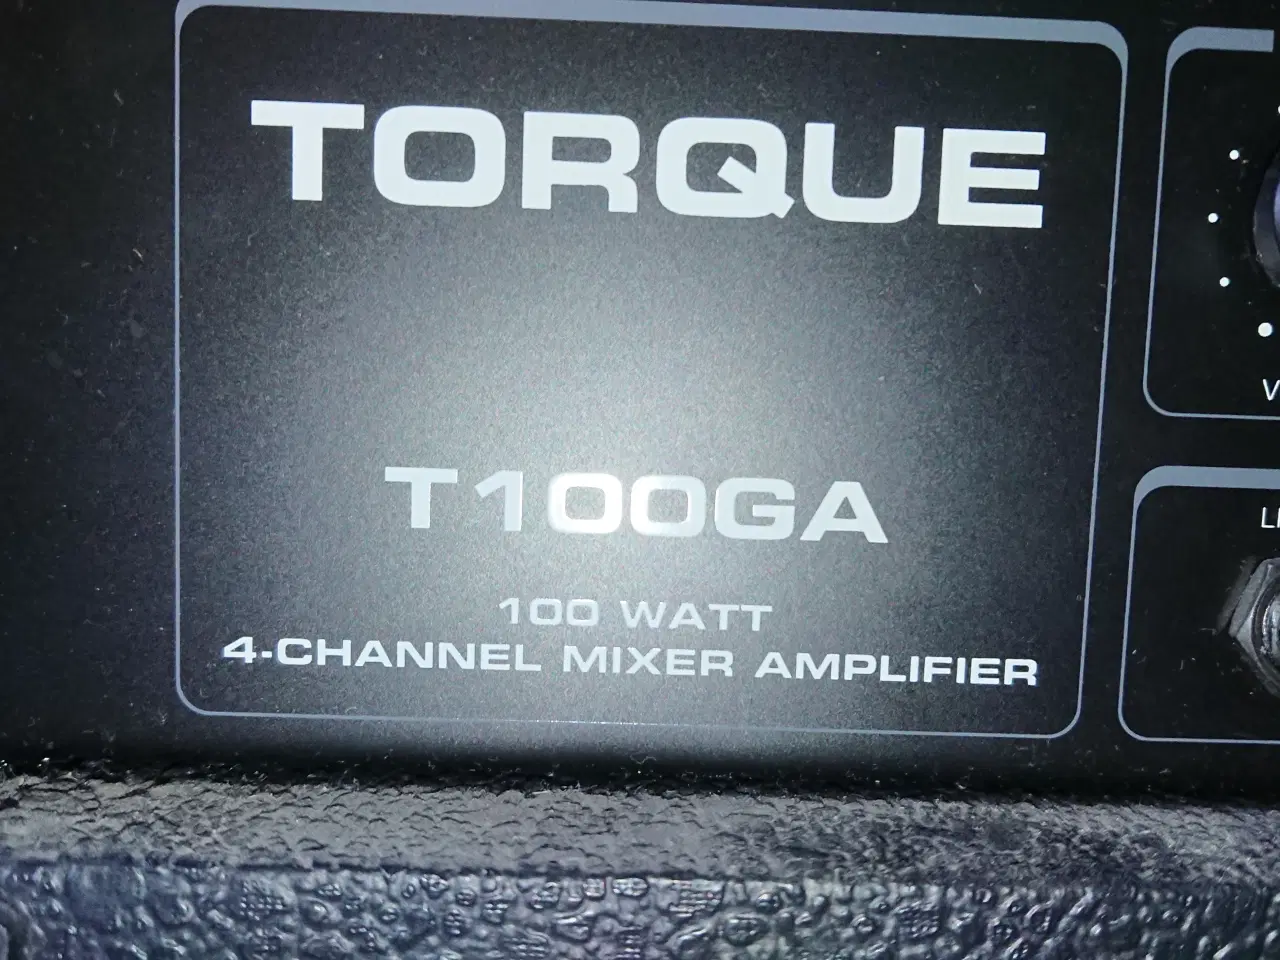 TORQUE
T100GA
100 WATT
4-CHANNEL MIXER AMPLIFIER